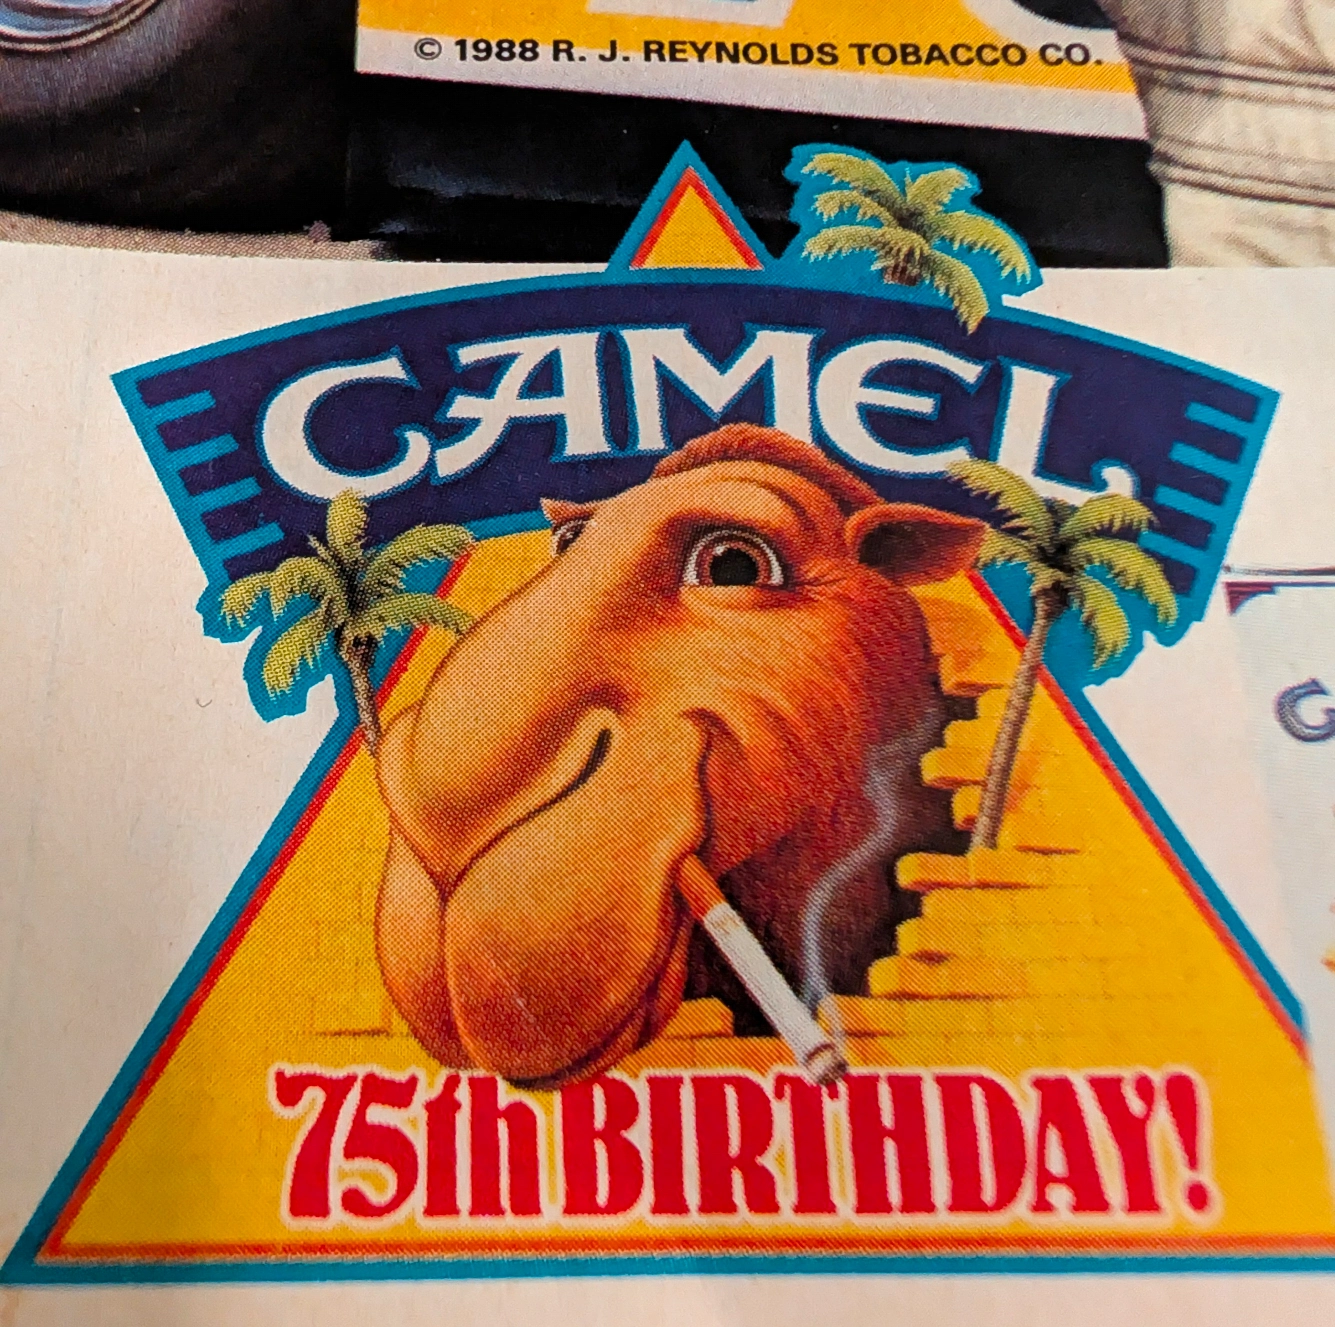 © 1988 R. J. REYNOLDS TOBACCO CO.
CAMEL
75th BIRTHDAY!